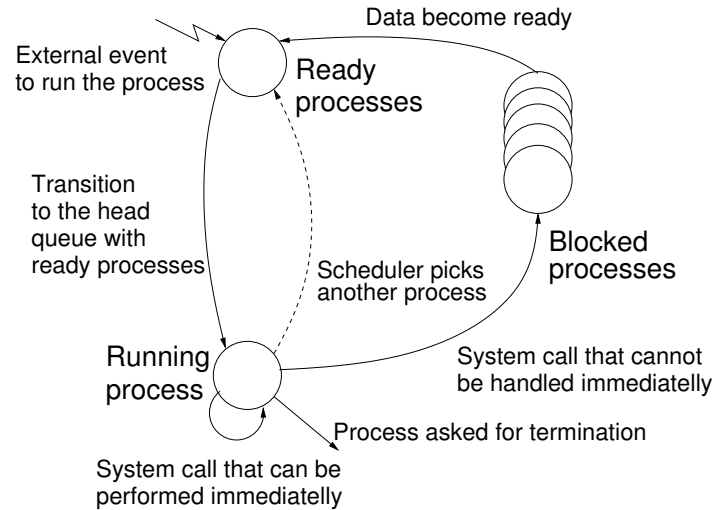 Data become ready
External event
to run the process
Ready
processes
Transition
to the head
queue with
ready processes
Scheduler picks
another process
Blocked
processes
Running
process
System call that cannot
be handled immediatelly
Process asked for termination
System call that can be
performed immediatelly